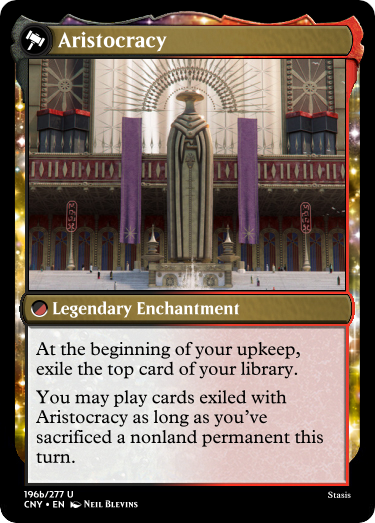 Aristocracy
Legendary Enchantment
At the beginning of your upkeep,
exile the top card of your library.
You may play cards exiled with
Aristocracy as long as you've
sacrificed a nonland permanent this
turn.
196b/277 U
Stasis
CNY • EN Neil Blevins